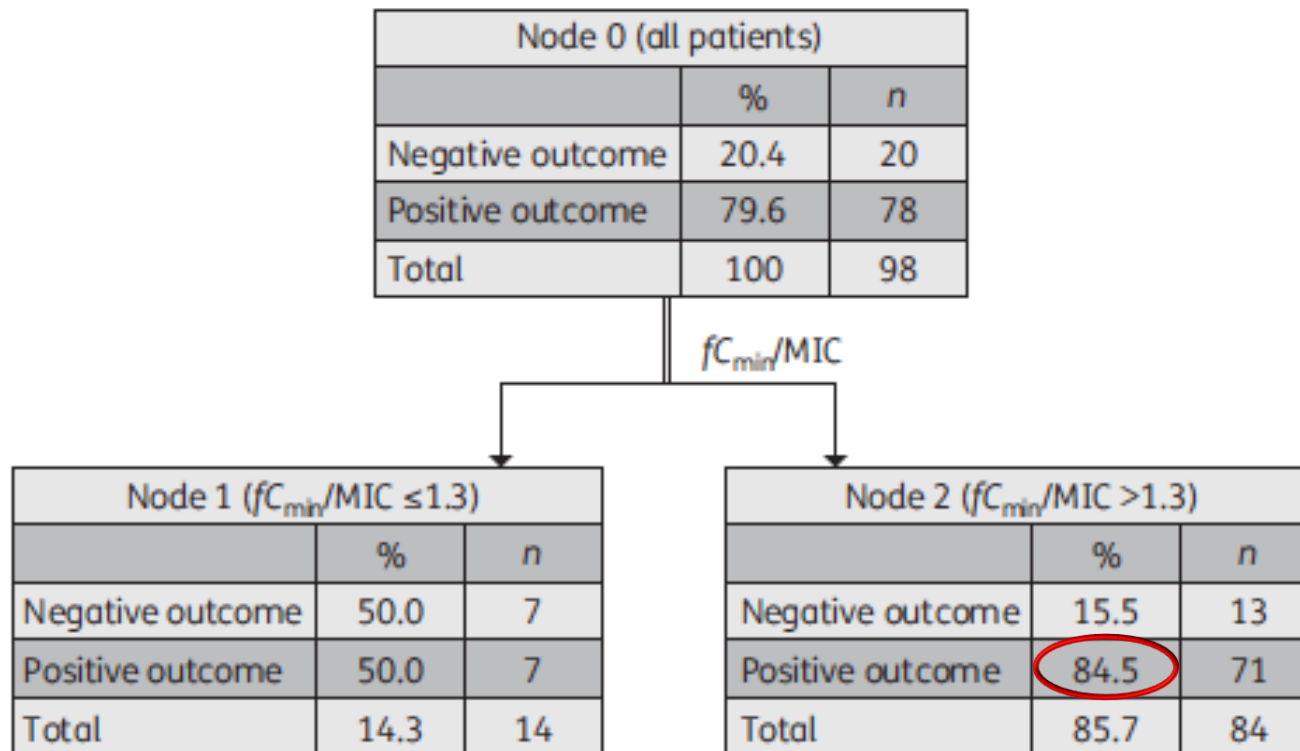 Node 0 (all patients)
% n
Negative outcome 20.4 20
Positive outcome 79.6 78
Total 100 98
fCmin/MIC
Node 1 (fCmin/MIC ≤1.3)
% n
Negative outcome 50.0 7
Positive outcome 50.0 7
Total 14.3 14
Node 2 (fCmin/MIC >1.3)
% n
Negative outcome 15.5 13
Positive outcome 84.5 71
Total 85.7 84